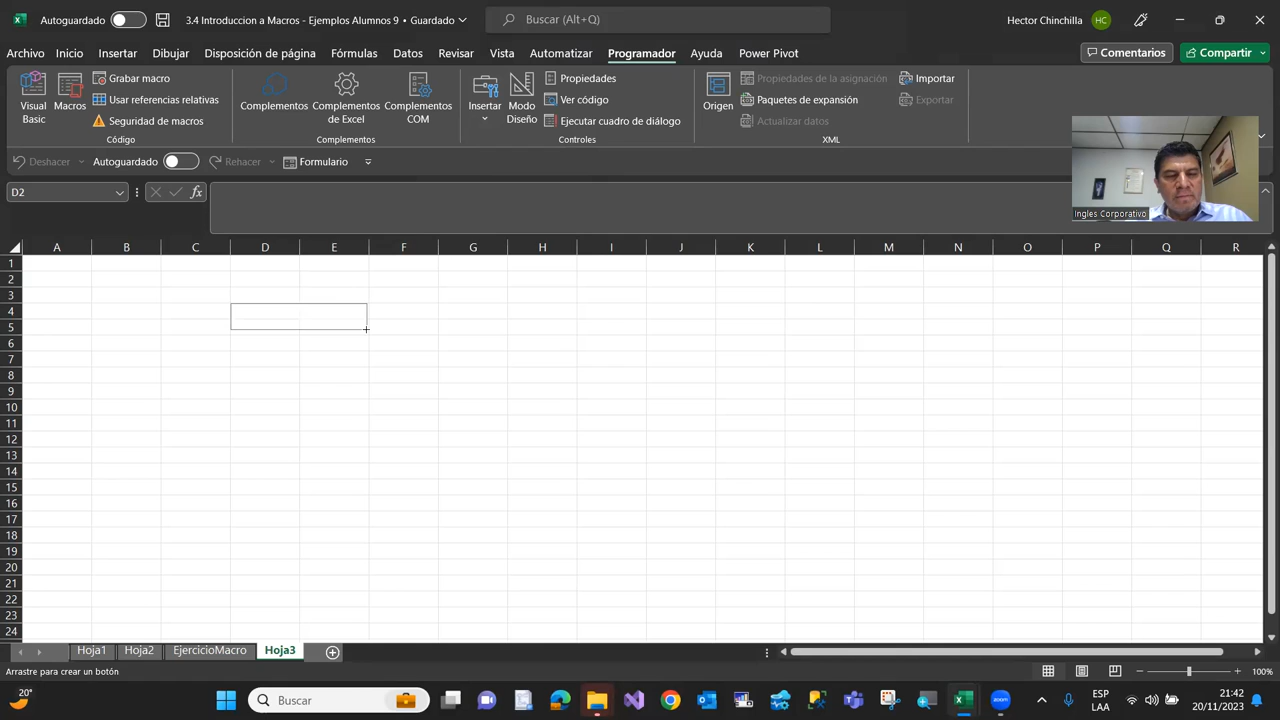 Autoguardado
3.4 Introduccion a Macros - Ejemplos Alumnos 9 • Guardado
Buscar (Alt+Q)
Hector Chinchilla
HC
Archivo Inicio Insertar Dibujar Disposición de página Fórmulas Datos Revisar Vista Automatizar Programador Ayuda Power Pivot
Comentarios
Compartir
Visual Basic
Macros
Grabar macro
Usar referencias relativas
Seguridad de macros
Código
Complementos
Complementos de Excel
Complementos COM
Complementos
Insertar
Modo Diseño
Propiedades
Ver código
Ejecutar cuadro de diálogo
Controles
Origen
Propiedades de la asignación
Paquetes de expansión
Actualizar datos
Importar
Exportar
XML
Deshacer Autoguardado Rehacer Formulario
Ingles Corporativo
D2
fx
A B C D E F G H I J K L M N O P Q R
1
2
3
4
5
6
7
8
9
10
11
12
13
14
15
16
17
18
19
20
21
22
23
24
Hoja1 Hoja2 EjercicioMacro Hoja3
Arrastre para crear un botón
100%
20°
Buscar
zoom
ESP
LAA
21:42
20/11/2023